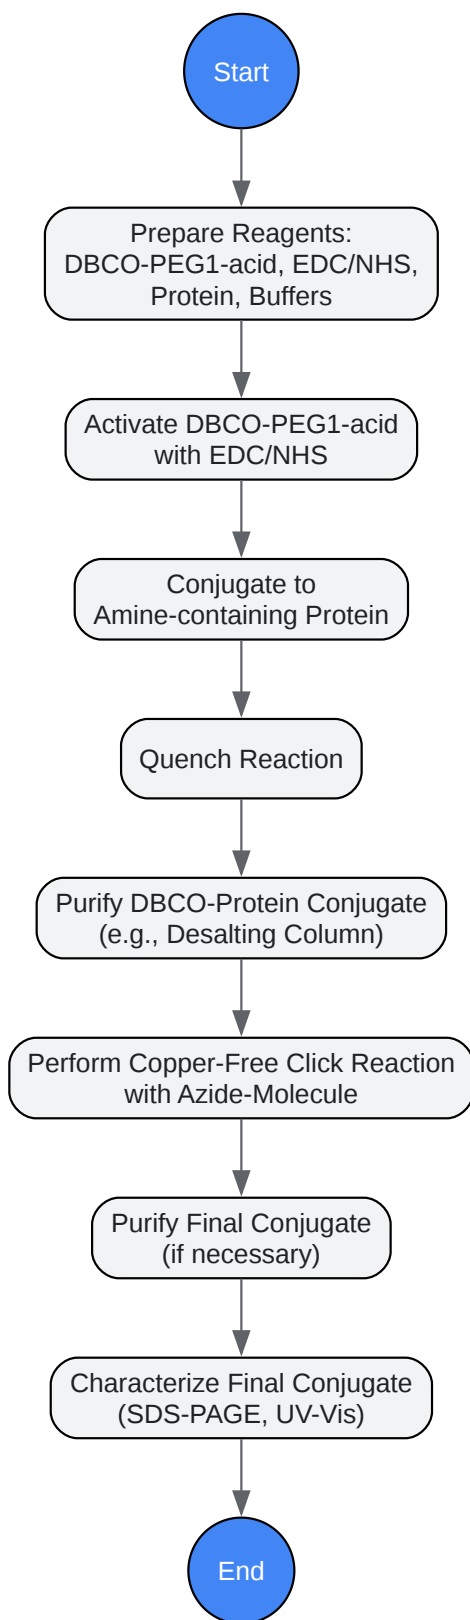 Start
Prepare Reagents:
DBCO-PEG1-acid, EDC/NHS,
Protein, Buffers
Activate DBCO-PEG1-acid
with EDC/NHS
Conjugate to
Amine-containing Protein
Quench Reaction
Purify DBCO-Protein Conjugate
(e.g., Desalting Column)
Perform Copper-Free Click Reaction
with Azide-Molecule
Purify Final Conjugate
(if necessary)
Characterize Final Conjugate
(SDS-PAGE, UV-Vis)
End